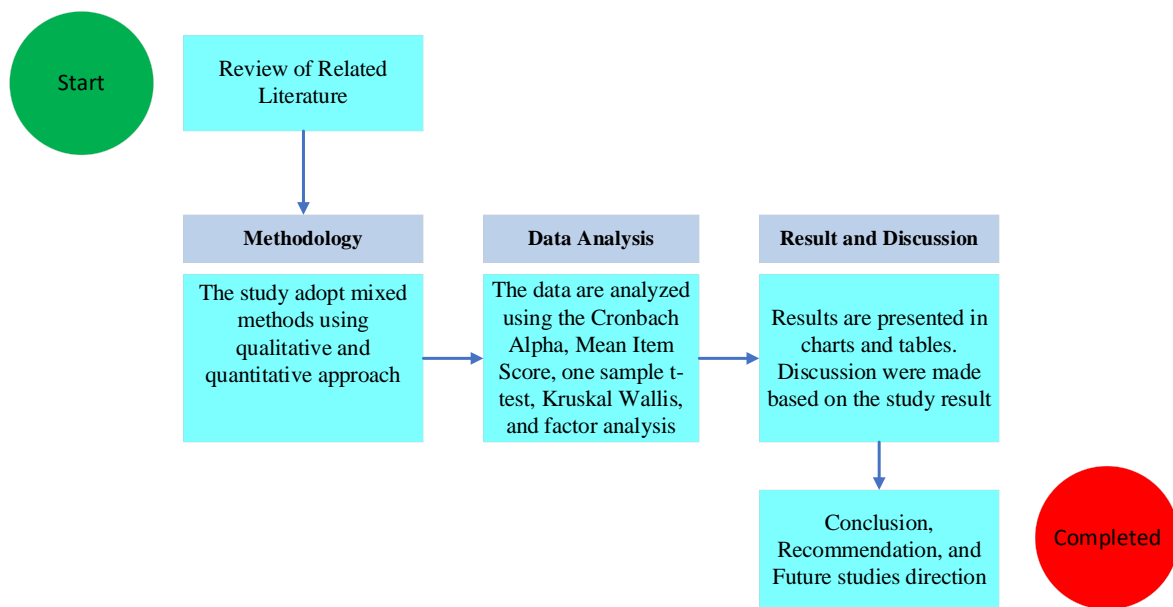 Start
Review of Related
Literature
Methodology
The study adopt mixed
methods using
qualitative and
quantitative approach
Data Analysis
The data are analyzed
using the Cronbach
Alpha, Mean Item
Score, one sample t-
test, Kruskal Wallis,
and factor analysis
Result and Discussion
Results are presented in
charts and tables.
Discussion were made
based on the study result
Conclusion,
Recommendation, and
Future studies direction
Completed